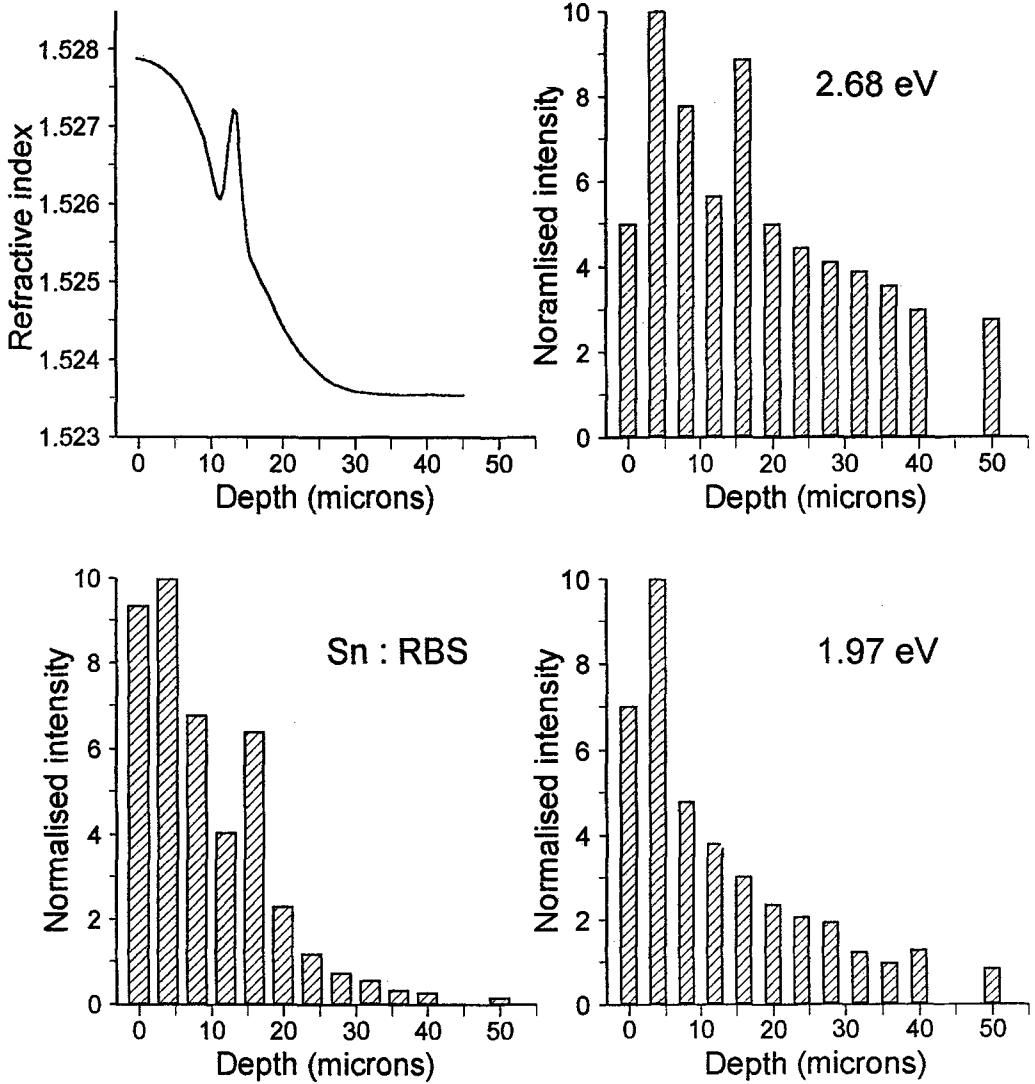 Refractive index
1.528
1.527
1.526
1.525
1.524
1.523
0 10 20 30 40 50
Depth (microns)
Noramlised intensity
10
8
6
4
2
0
2.68 eV
0 10 20 30 40 50
Depth (microns)
Normalised intensity
10
8
6
4
2
0
Sn : RBS
0 10 20 30 40 50
Depth (microns)
Normalised intensity
10
8
6
4
2
0
1.97 eV
0 10 20 30 40 50
Depth (microns)